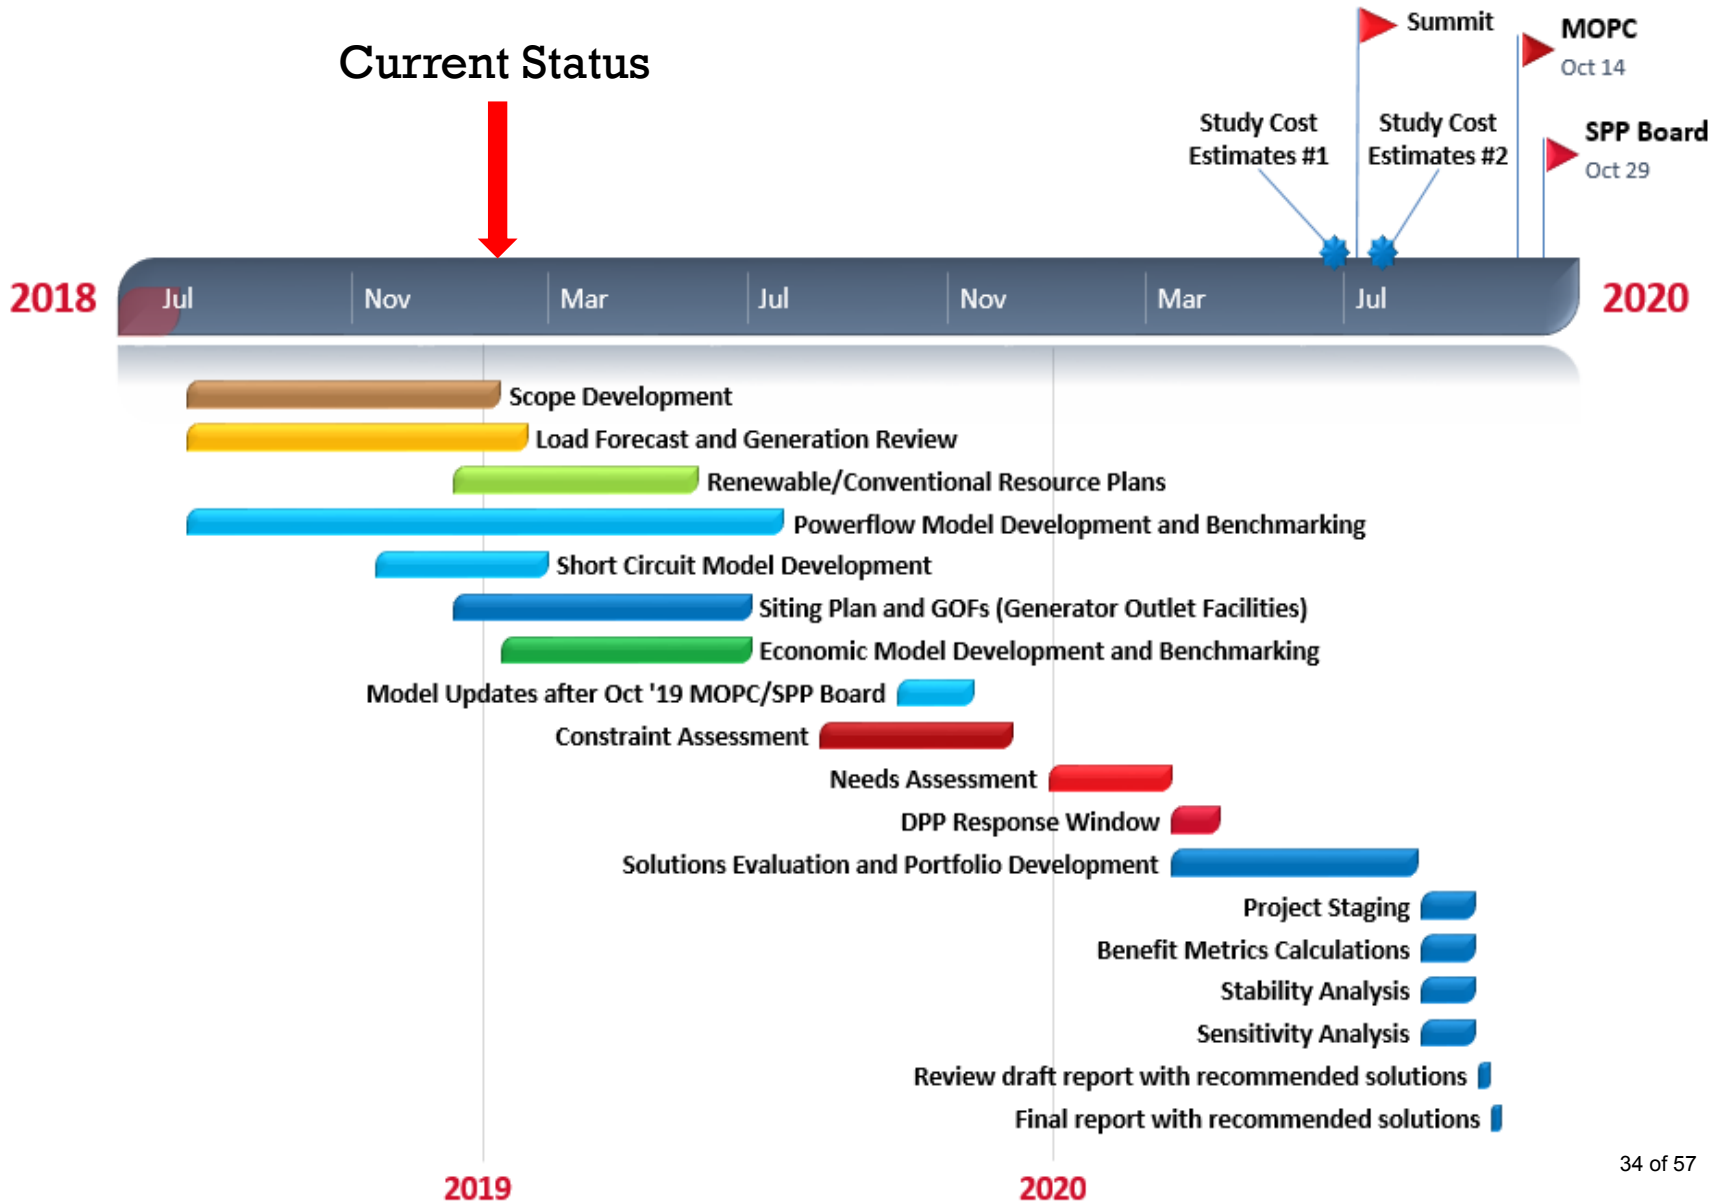 Current Status
Summit
MOPC
Oct 14
Study Cost
Estimates #1
Study Cost
Estimates #2
SPP Board
Oct 29
2018
Jul
Nov
Mar
Jul
Nov
Mar
Jul
2020
Scope Development
Load Forecast and Generation Review
Renewable/Conventional Resource Plans
Powerflow Model Development and Benchmarking
Short Circuit Model Development
Siting Plan and GOFs (Generator Outlet Facilities)
Economic Model Development and Benchmarking
Model Updates after Oct '19 MOPC/SPP Board
Constraint Assessment
Needs Assessment
DPP Response Window
Solutions Evaluation and Portfolio Development
Project Staging
Benefit Metrics Calculations
Stability Analysis
Sensitivity Analysis
Review draft report with recommended solutions
Final report with recommended solutions
34 of 57
2019
2020